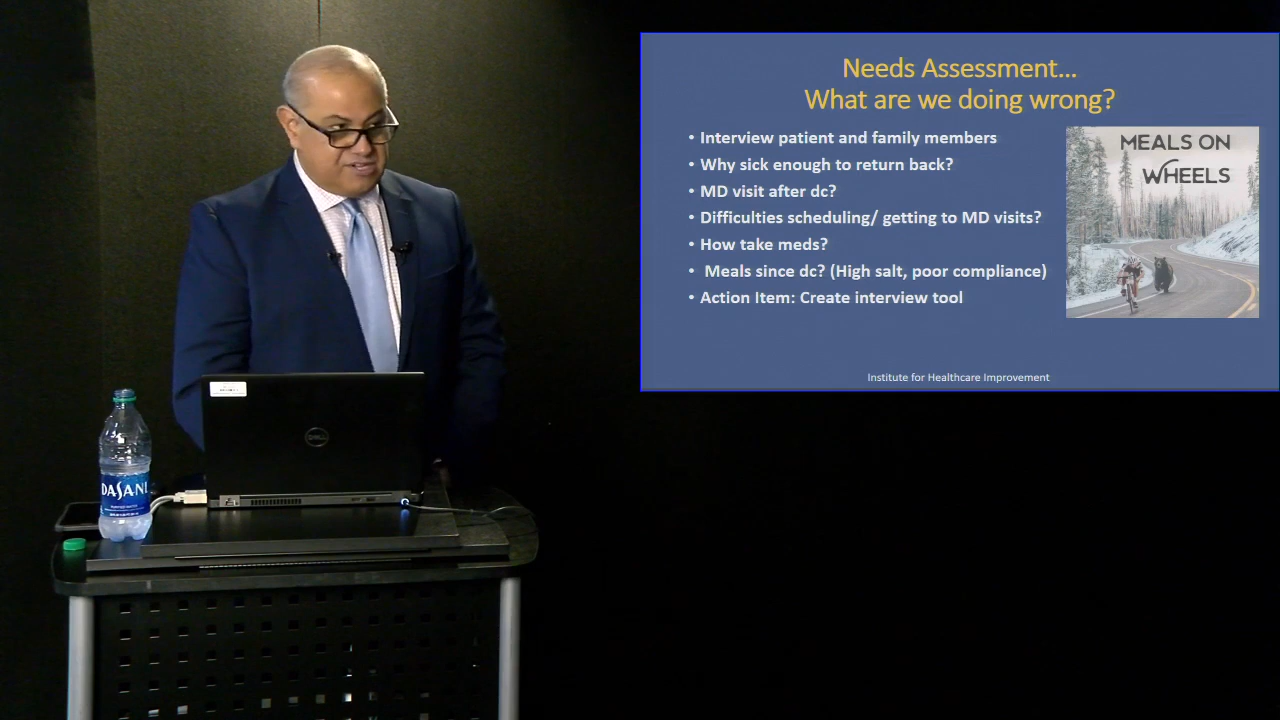 Needs Assessment...
What are we doing wrong?
• Interview patient and family members
• Why sick enough to return back?
• MD visit after dc?
• Difficulties scheduling/ getting to MD visits?
• How take meds?
• Meals since dc? (High salt, poor compliance)
• Action Item: Create interview tool
MEALS ON
WHEELS
Institute for Healthcare Improvement
DELL
DASANI